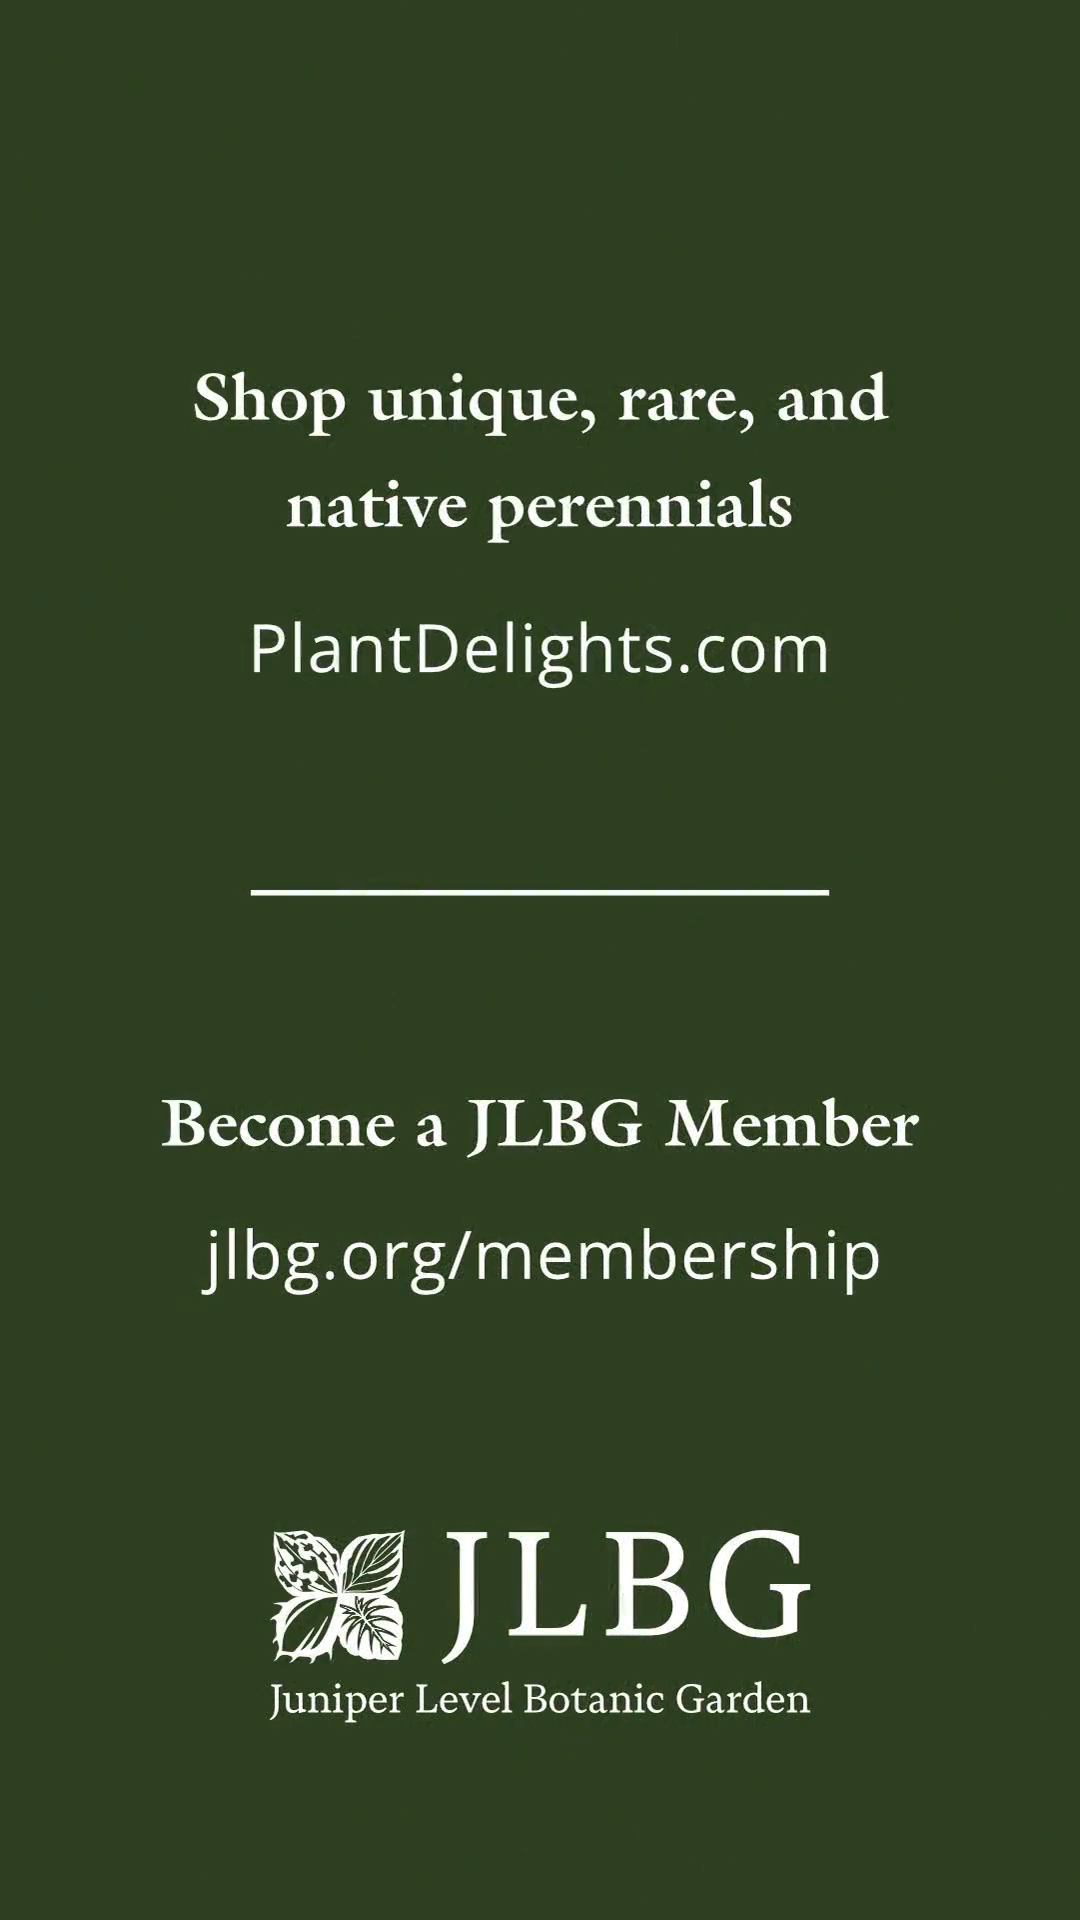 Shop unique, rare, and
native perennials
PlantDelights.com
Become a JLBG Member
jlbg.org/membership
JLBG
Juniper Level Botanic Garden